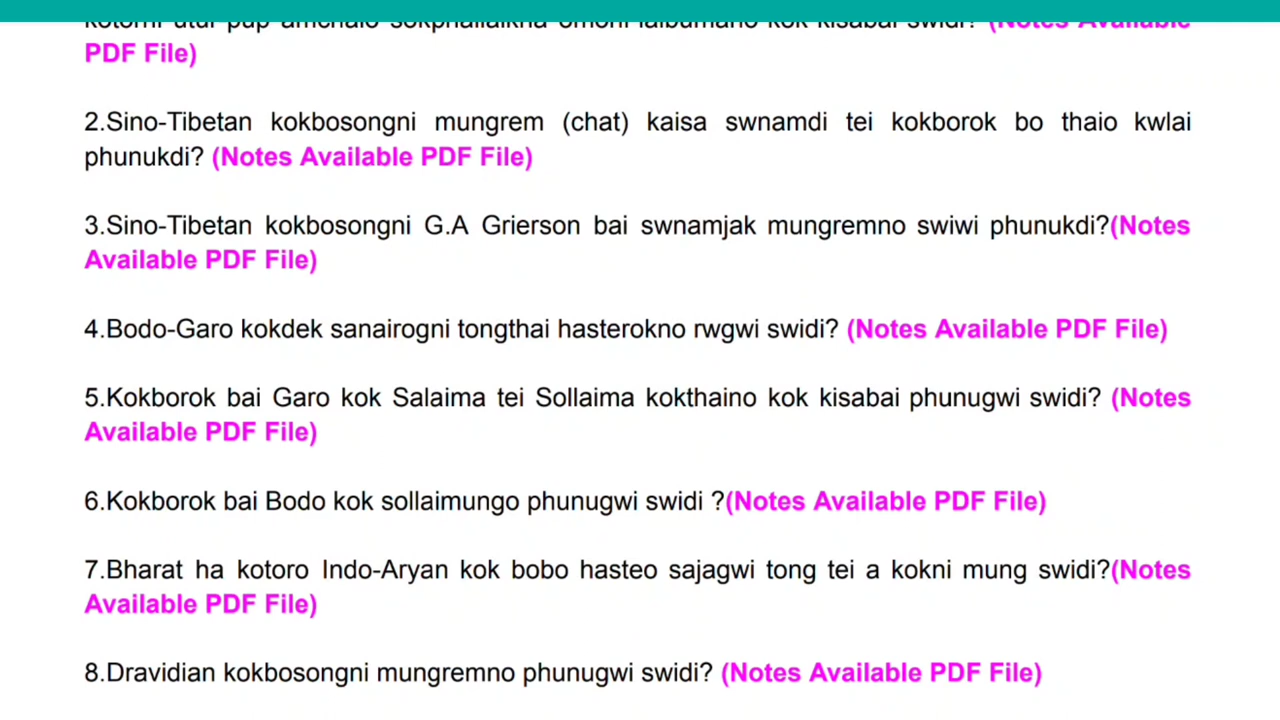 (Notes Available
PDF File)
2.Sino-Tibetan kokbosongni mungrem (chat) kaisa swnamdi tei kokborok bo thaio kwlai
phunukdi? (Notes Available PDF File)
3.Sino-Tibetan kokbosongni G.A Grierson bai swnamjak mungremno swiwi phunukdi?(Notes
Available PDF File)
4.Bodo-Garo kokdek sanairogni tongthai hasterokno rwgwi swidi? (Notes Available PDF File)
5.Kokborok bai Garo kok Salaima tei Sollaima kokthaino kok kisabai phunugwi swidi? (Notes
Available PDF File)
6.Kokborok bai Bodo kok sollaimungo phunugwi swidi ?(Notes Available PDF File)
7.Bharat ha kotoro Indo-Aryan kok bobo hasteo sajagwi tong tei a kokni mung swidi?(Notes
Available PDF File)
8.Dravidian kokbosongni mungremno phunugwi swidi? (Notes Available PDF File)